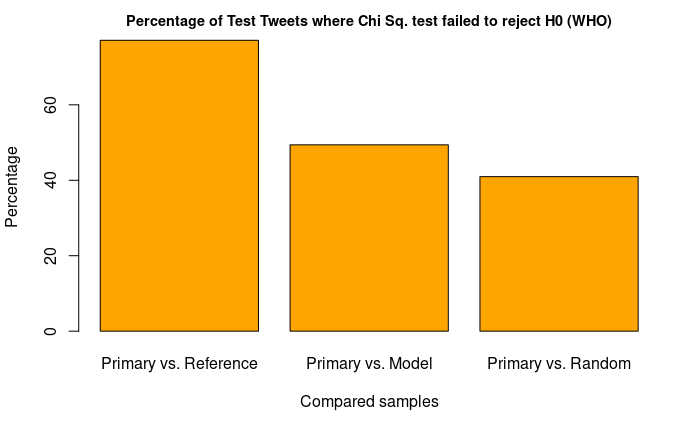 Percentage of Test Tweets where Chi Sq. test failed to reject H0 (WHO)
Percentage
60
40
20
0
Primary vs. Reference
Primary vs. Model
Primary vs. Random
Compared samples